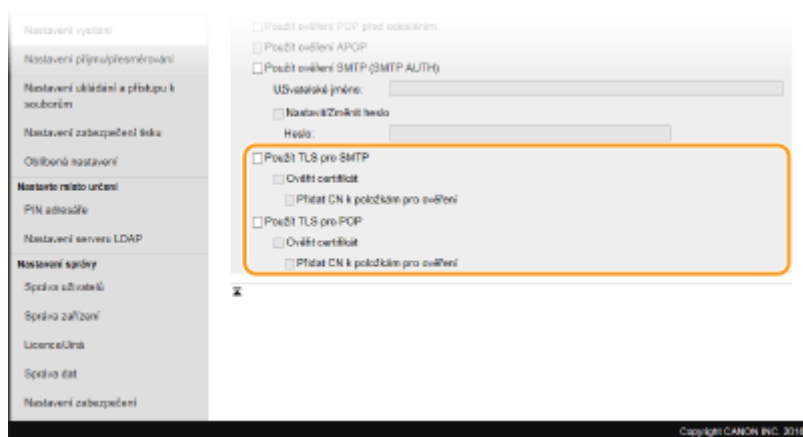 Nastavení vysílání
Nastavení příjmu/přesměrování
Nastavení ukládání a přístupu k
souborům
Nastavení zabezpečení tisku
Oblíbená nastavení
Nastavte místo určení
PIN adresáře
Nastavení serveru LDAP
Nastavení správy
Správa uživatelů
Správa zařízení
Licence/Jiná
Správa dat
Nastavení zabezpečení
Použít ověření POP před odesláním
Použít ověření APOP
Použít ověření SMTP (SMTP AUTH)
Uživatelské jméno:
Nastavit/Změnit heslo
Heslo:
Použít TLS pro SMTP
Ověřit certifikát
Přidat CN k položkám pro ověření
Použít TLS pro POP
Ověřit certifikát
Přidat CN k položkám pro ověření
Copyright CANON INC. 2018